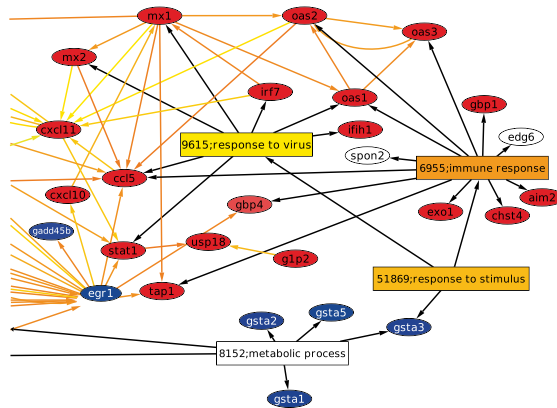 mx1
oas2
oas3
mx2
irf7
oas1
gbp1
cxcl11
ifih1
edg6
9615;response to virus
spon2
6955;immune response
ccl5
cxcl10
gbp4
exo1
chst4
aim2
gadd45b
stat1
usp18
g1p2
51869;response to stimulus
egr1
tap1
gsta2
gsta5
gsta3
8152;metabolic process
gsta1